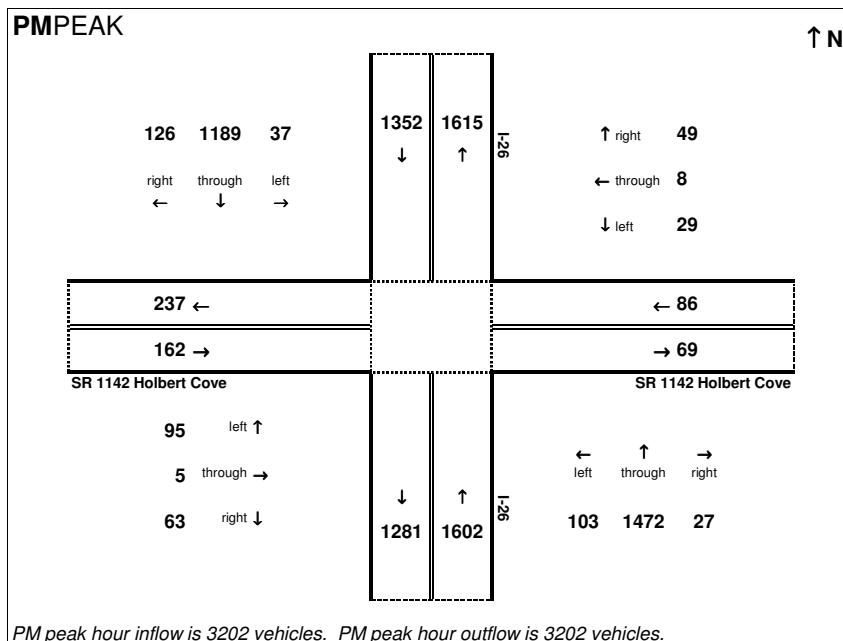 PMPEAK
↑ N
126 1189 37
right through left
← ↓ →
1352 1615
↓ ↑
I-26
↑ right 49
← through 8
↓ left 29
237 ←
162 →
← 86
→ 69
SR 1142 Holbert Cove
SR 1142 Holbert Cove
95 left ↑
5 through →
63 right ↓
↓ ↑
1281 1602
I-26
← ↑ →
left through right
103 1472 27
PM peak hour inflow is 3202 vehicles. PM peak hour outflow is 3202 vehicles.